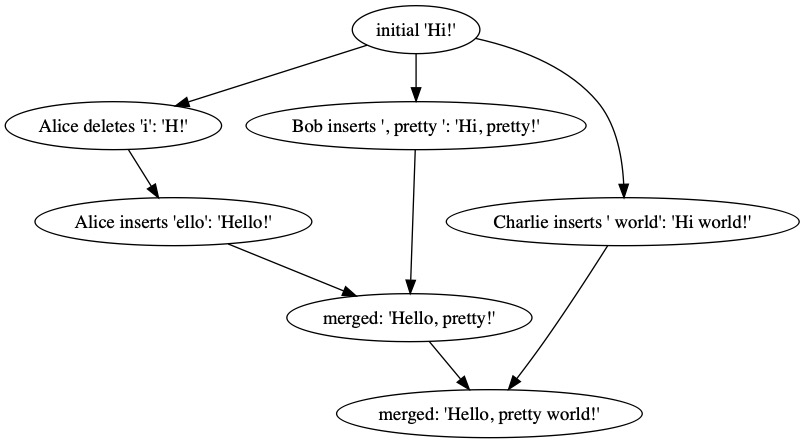 initial 'Hi!'
Alice deletes 'i': 'H!'
Bob inserts ', pretty ': 'Hi, pretty!'
Alice inserts 'ello': 'Hello!'
Charlie inserts ' world': 'Hi world!'
merged: 'Hello, pretty!'
merged: 'Hello, pretty world!'